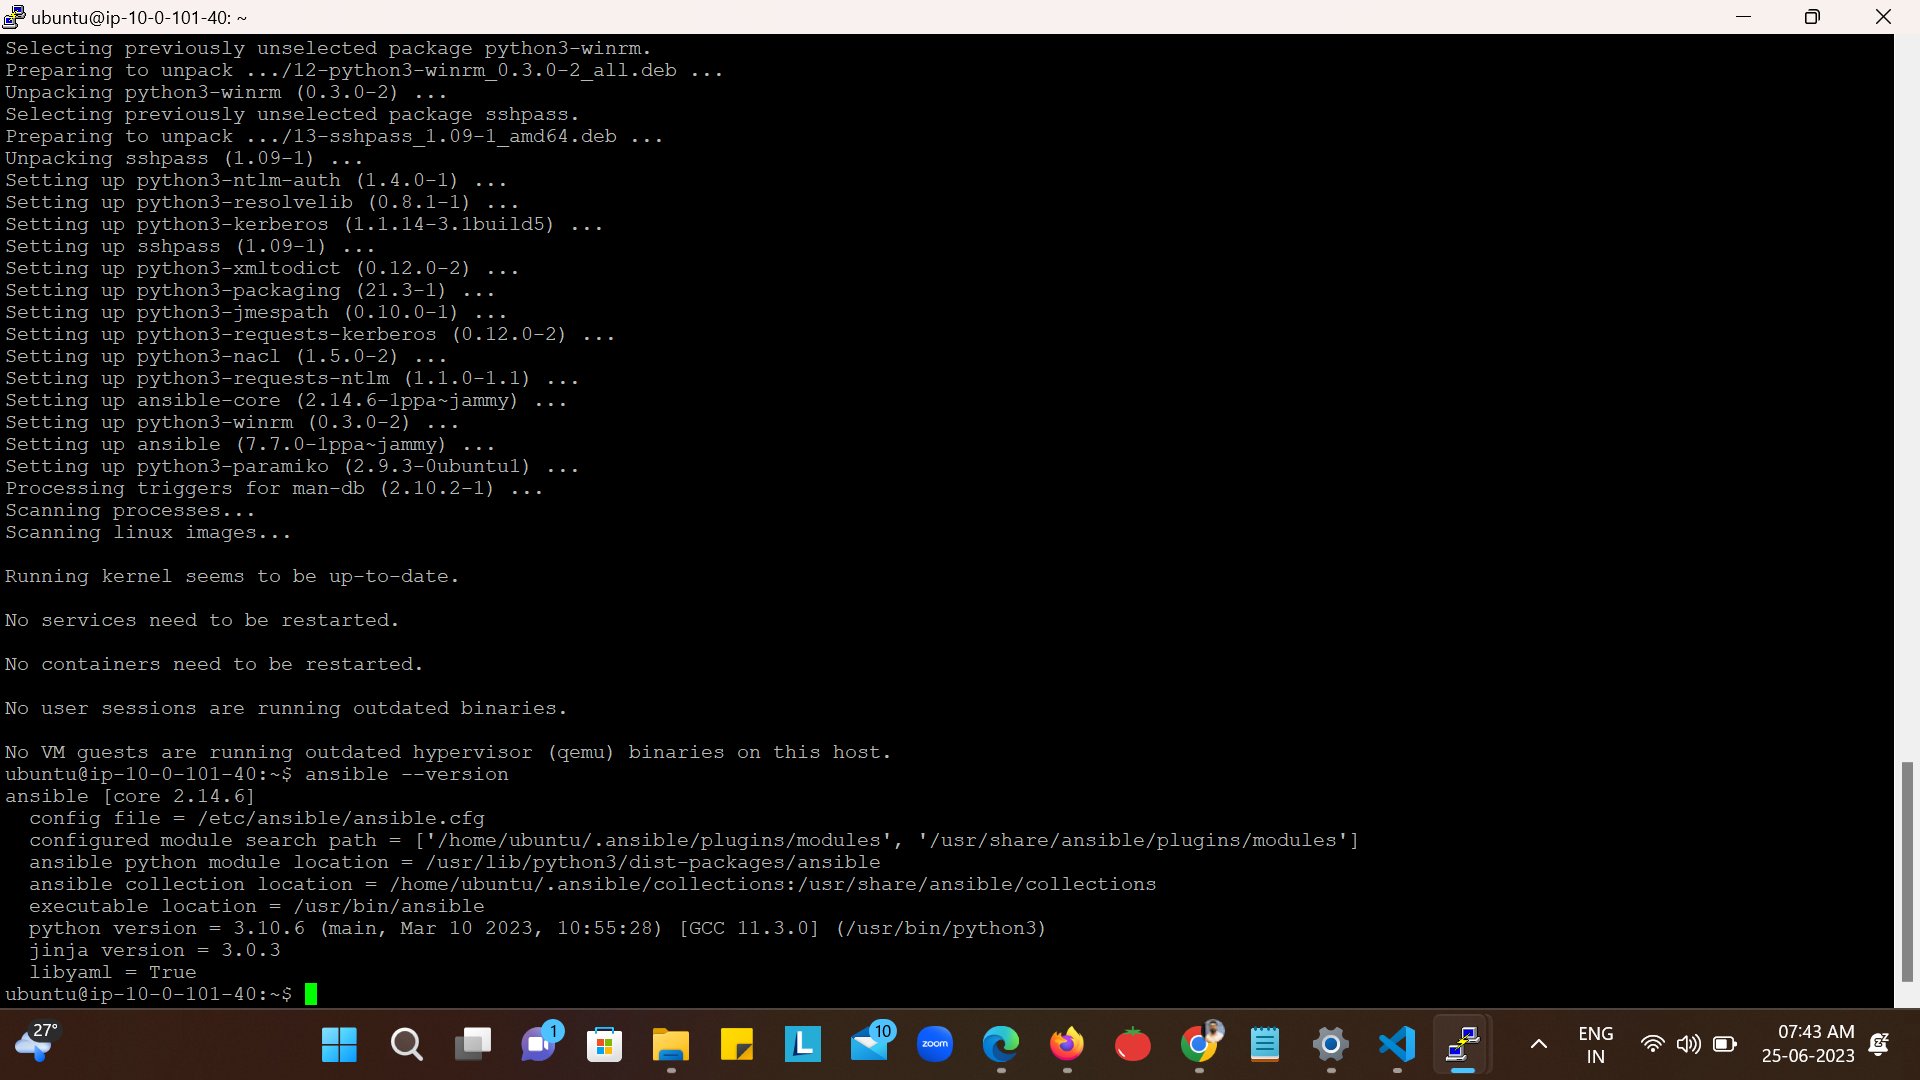 ubuntu@ip-10-0-101-40: ~
Selecting previously unselected package python3-winrm.
Preparing to unpack .../12-python3-winrm_0.3.0-2_all.deb ...
Unpacking python3-winrm (0.3.0-2) ...
Selecting previously unselected package sshpass.
Preparing to unpack .../13-sshpass_1.09-1_amd64.deb ...
Unpacking sshpass (1.09-1) ...
Setting up python3-ntlm-auth (1.4.0-1) ...
Setting up python3-resolvelib (0.8.1-1) ...
Setting up python3-kerberos (1.1.14-3.1build5) ...
Setting up sshpass (1.09-1) ...
Setting up python3-xmltodict (0.12.0-2) ...
Setting up python3-packaging (21.3-1) ...
Setting up python3-jmespath (0.10.0-1) ...
Setting up python3-requests-kerberos (0.12.0-2) ...
Setting up python3-nacl (1.5.0-2) ...
Setting up python3-requests-ntlm (1.1.0-1.1) ...
Setting up ansible-core (2.14.6-1ppa~jammy) ...
Setting up python3-winrm (0.3.0-2) ...
Setting up ansible (7.7.0-1ppa~jammy) ...
Setting up python3-paramiko (2.9.3-0ubuntu1) ...
Processing triggers for man-db (2.10.2-1) ...
Scanning processes...
Scanning linux images...
Running kernel seems to be up-to-date.
No services need to be restarted.
No containers need to be restarted.
No user sessions are running outdated binaries.
No VM guests are running outdated hypervisor (qemu) binaries on this host.
ubuntu@ip-10-0-101-40:~$ ansible --version
ansible [core 2.14.6]
  config file = /etc/ansible/ansible.cfg
  configured module search path = ['/home/ubuntu/.ansible/plugins/modules', '/usr/share/ansible/plugins/modules']
  ansible python module location = /usr/lib/python3/dist-packages/ansible
  ansible collection location = /home/ubuntu/.ansible/collections:/usr/share/ansible/collections
  executable location = /usr/bin/ansible
  python version = 3.10.6 (main, Mar 10 2023, 10:55:28) [GCC 11.3.0] (/usr/bin/python3)
  jinja version = 3.0.3
  libyaml = True
ubuntu@ip-10-0-101-40:~$
27°
1
L
10
zoom
ENG
IN
07:43 AM
25-06-2023